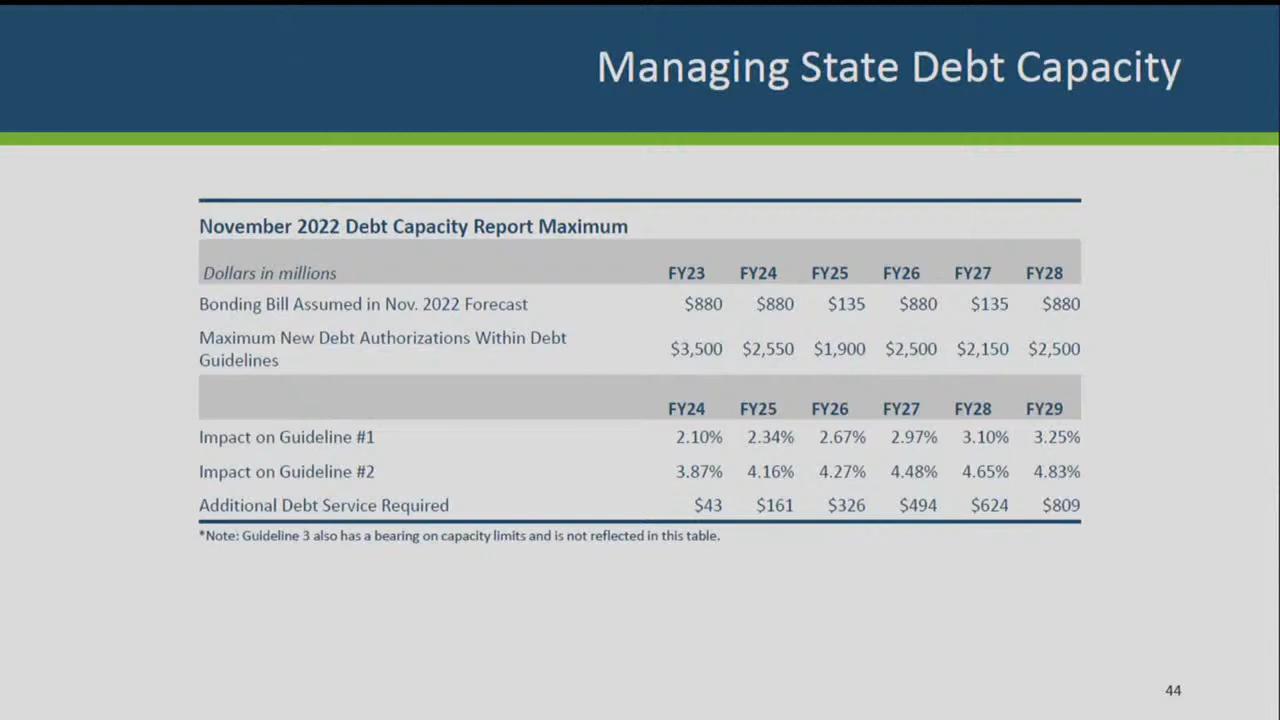 Managing State Debt Capacity
November 2022 Debt Capacity Report Maximum
Dollars in millions FY23 FY24 FY25 FY26 FY27 FY28
Bonding Bill Assumed in Nov. 2022 Forecast $880 $880 $135 $880 $135 $880
Maximum New Debt Authorizations Within Debt
Guidelines $3,500 $2,550 $1,900 $2,500 $2,150 $2,500
FY24 FY25 FY26 FY27 FY28 FY29
Impact on Guideline #1 2.10% 2.34% 2.67% 2.97% 3.10% 3.25%
Impact on Guideline #2 3.87% 4.16% 4.27% 4.48% 4.65% 4.83%
Additional Debt Service Required $43 $161 $326 $494 $624 $809
*Note: Guideline 3 also has a bearing on capacity limits and is not reflected in this table.
44